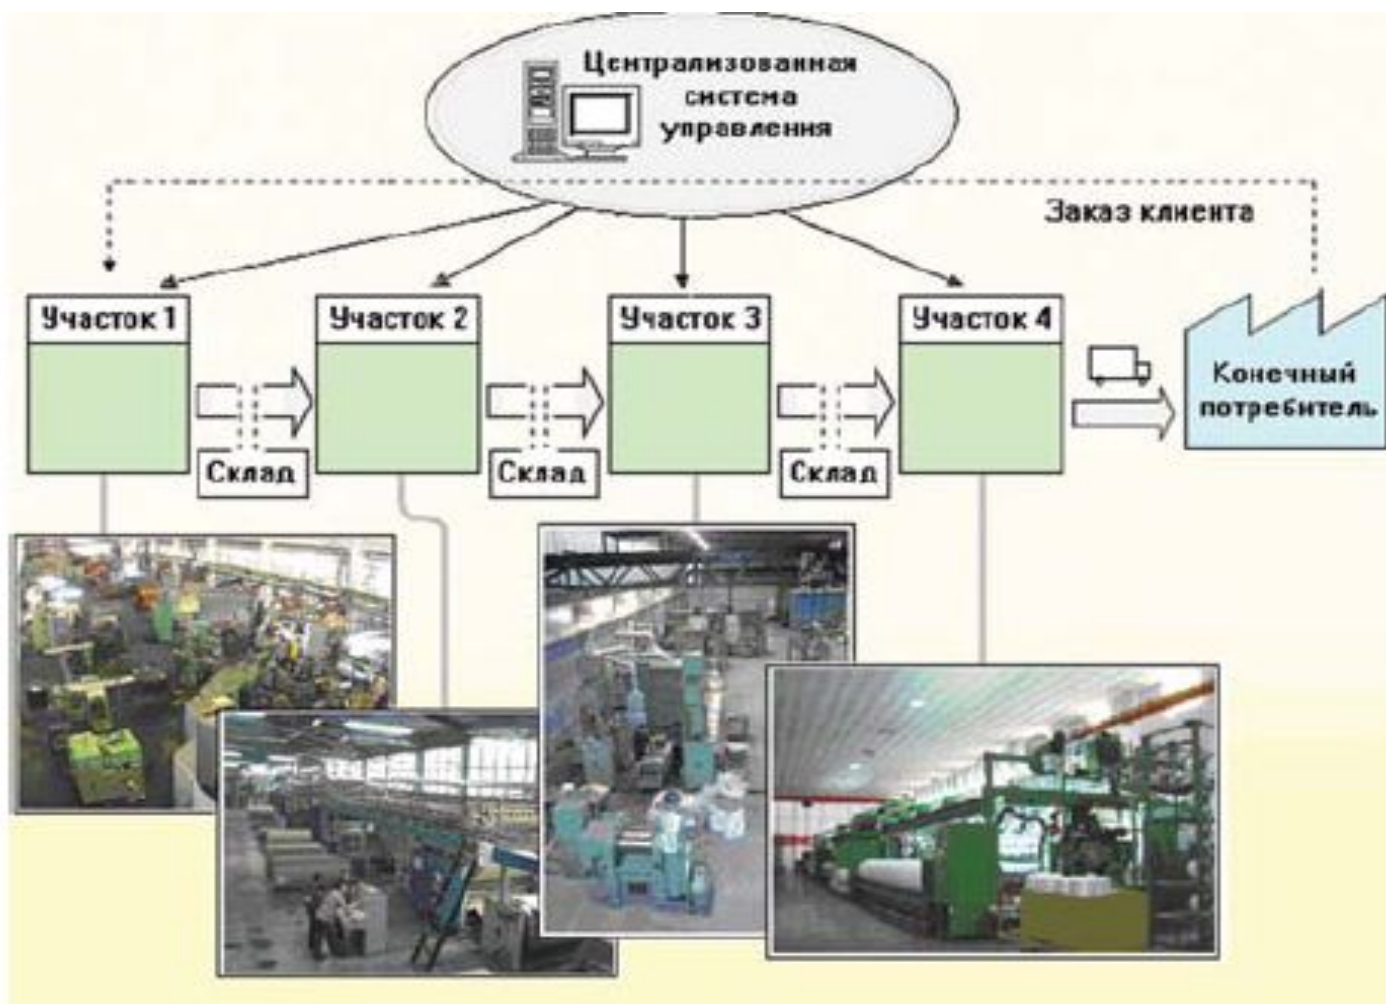 Централизованная
система
управления
Заказ клиента
Участок 1
Участок 2
Участок 3
Участок 4
Склад
Склад
Склад
Конечный
потребитель